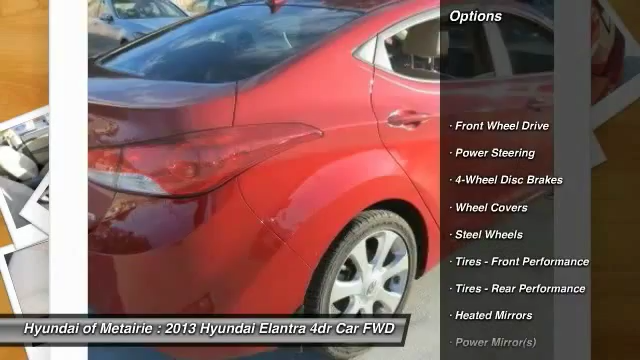 Options
· Front Wheel Drive
· Power Steering
· 4-Wheel Disc Brakes
· Wheel Covers
· Steel Wheels
· Tires - Front Performance
· Tires - Rear Performance
· Heated Mirrors
· Power Mirror(s)
Hyundai of Metairie : 2013 Hyundai Elantra 4dr Car FWD